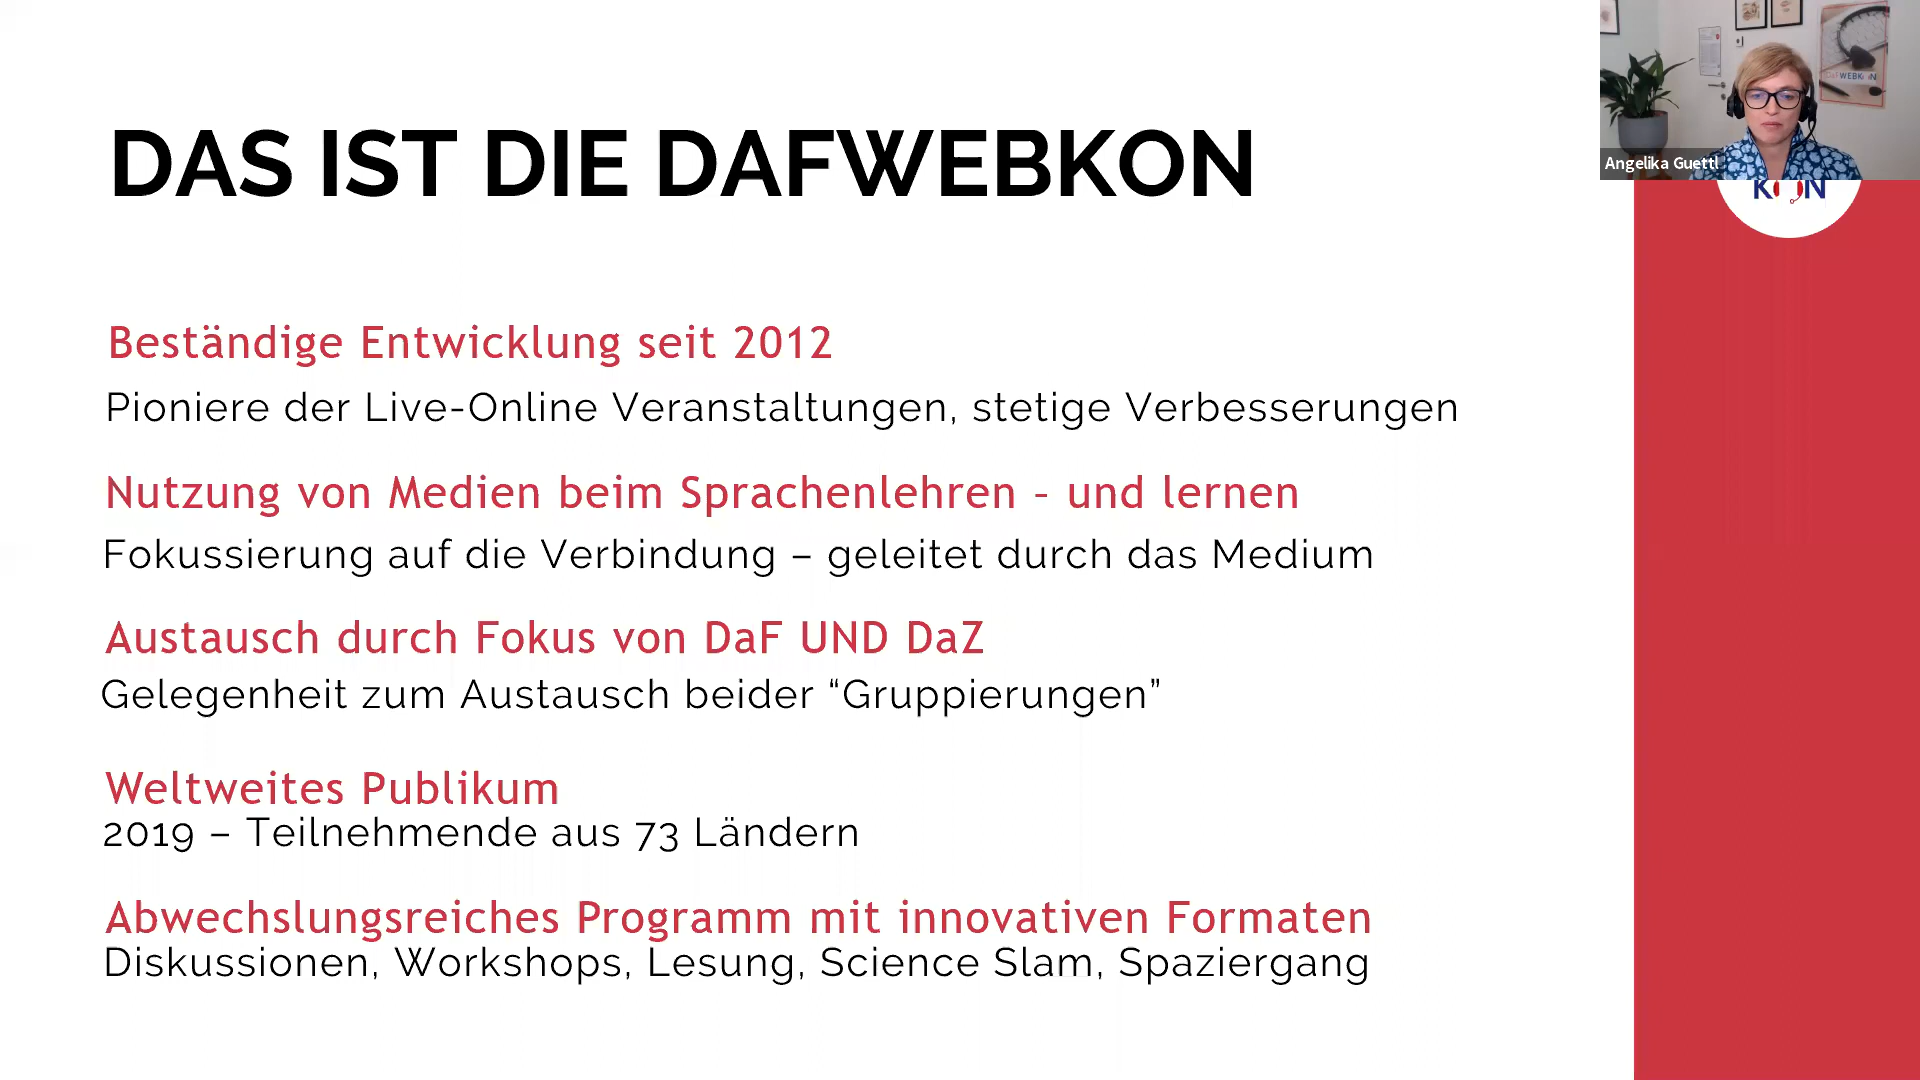 DAS IST DIE DAFWEBKON
Beständige Entwicklung seit 2012
Pioniere der Live-Online Veranstaltungen, stetige Verbesserungen
Nutzung von Medien beim Sprachenlehren - und lernen
Fokussierung auf die Verbindung – geleitet durch das Medium
Austausch durch Fokus von DaF UND DaZ
Gelegenheit zum Austausch beider “Gruppierungen”
Weltweites Publikum
2019 – Teilnehmende aus 73 Ländern
Abwechslungsreiches Programm mit innovativen Formaten
Diskussionen, Workshops, Lesung, Science Slam, Spaziergang
WEBKON
Angelika Guettl
KON